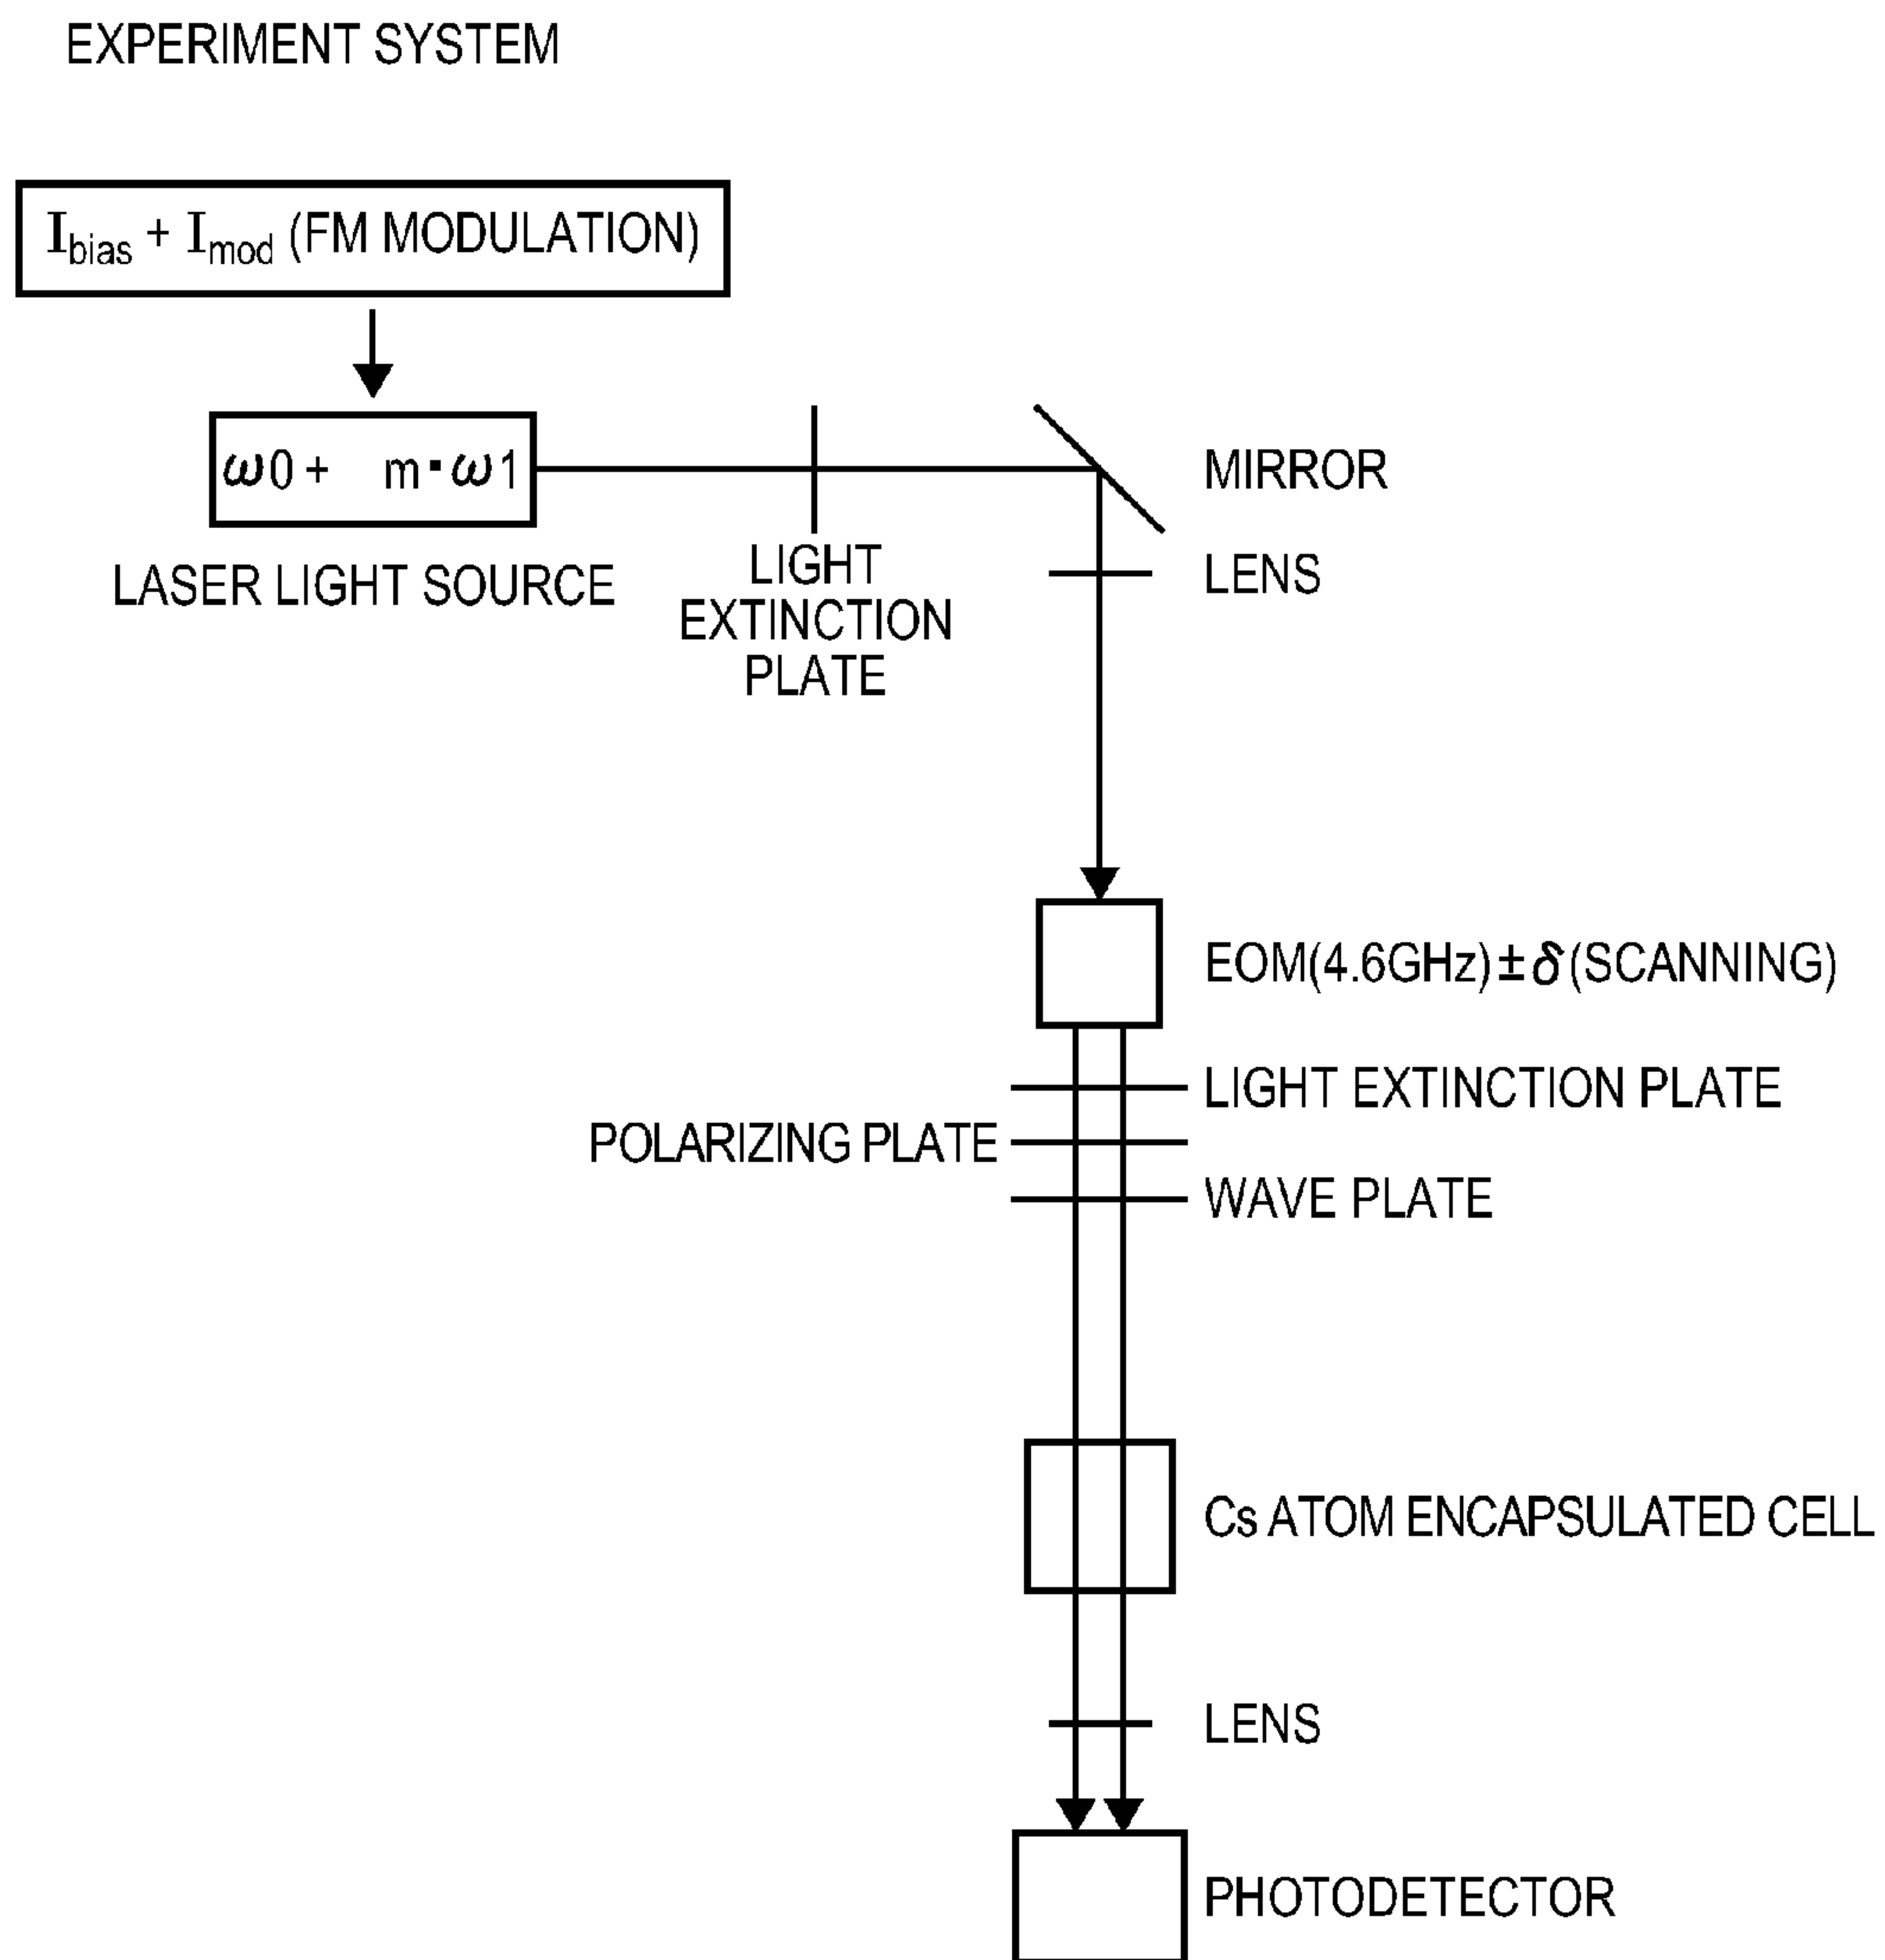 EXPERIMENT SYSTEM
Ibias + Imod (FM MODULATION)
ω0 + m▪ω1
LASER LIGHT SOURCE
LIGHT
EXTINCTION
PLATE
MIRROR
LENS
EOM(4.6GHz)±δ(SCANNING)
LIGHT EXTINCTION PLATE
POLARIZING PLATE
WAVE PLATE
Cs ATOM ENCAPSULATED CELL
LENS
PHOTODETECTOR